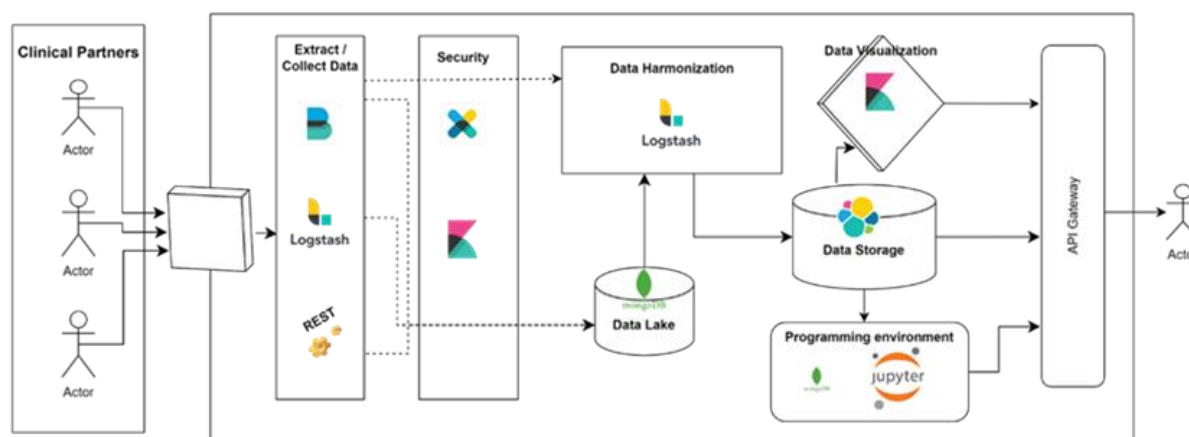 Clinical Partners
Actor
Actor
Actor
Extract /
Collect Data
Logstash
REST
Security
Data Harmonization
Logstash
mongoDB
Data Lake
Data Visualization
Data Storage
Programming environment
mongoDB
jupyter
API Gateway
Actor